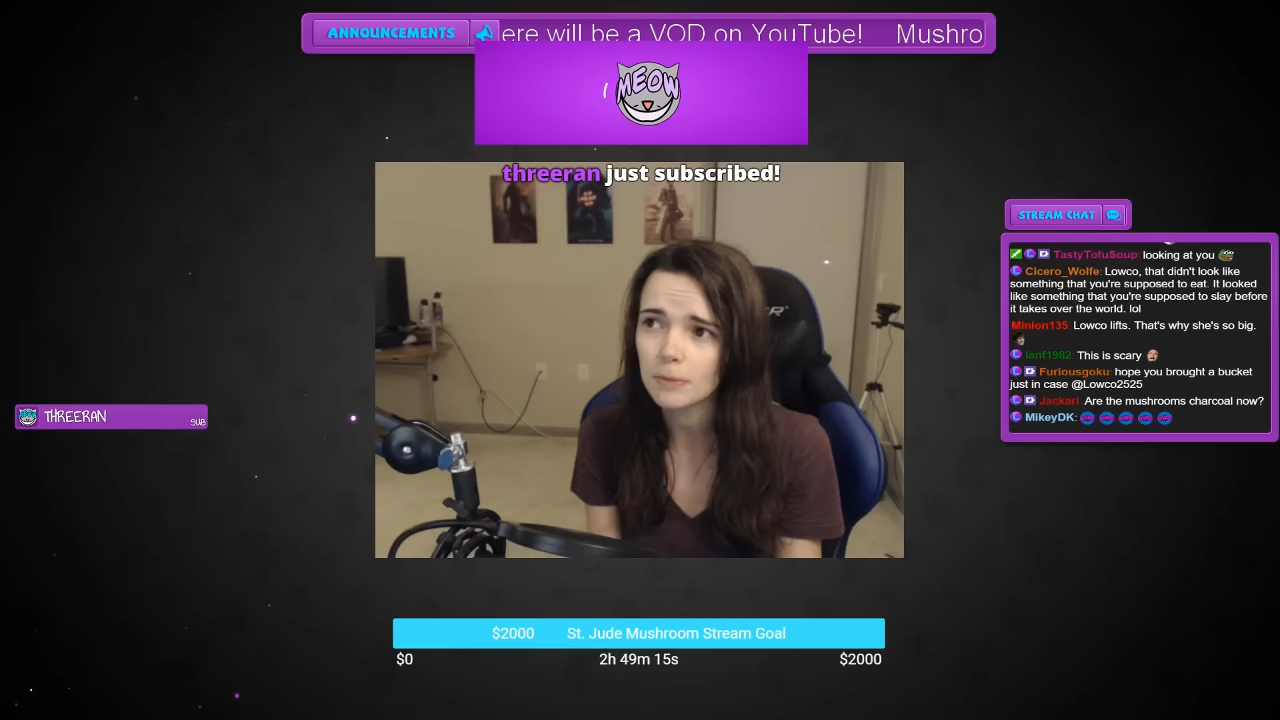 ANNOUNCEMENTS
ere will be a VOD on YouTube! Mushro
MEOW
threeran just subscribed!
STREAM CHAT
TastyTofuSoup: looking at you
Cicero_Wolfe: Lowco, that didn't look like
something that you're supposed to eat. It looked
like something that you're supposed to slay before
it takes over the world. lol
Minion135: Lowco lifts. That's why she's so big.
Ianf1982: This is scary
Furiousgoku: hope you brought a bucket
just in case @Lowco2525
Jackari: Are the mushrooms charcoal now?
MikeyDK:
THREERAN
SUB
$2000 St. Jude Mushroom Stream Goal
$0 2h 49m 15s $2000